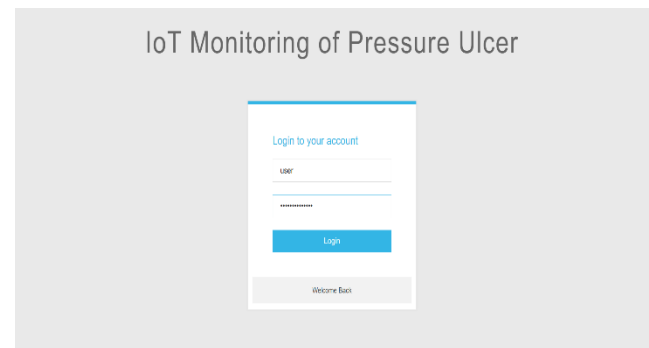 IoT Monitoring of Pressure Ulcer
Login to your account
user
••••••••••••••
Login
Welcome Back